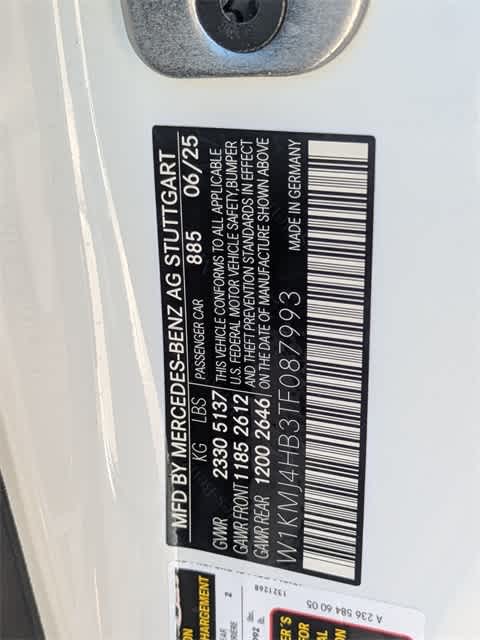 MFD BY MERCEDES-BENZ AG STUTTGART
885 06/25
KG LBS PASSENGER CAR
GVWR 2330 5137
GAWR FRONT 1185 2612
GAWR REAR 1200 2646
THIS VEHICLE CONFORMS TO ALL APPLICABLE
U.S. FEDERAL MOTOR VEHICLE SAFETY,BUMPER
AND THEFT PREVENTION STANDARDS IN EFFECT
ON THE DATE OF MANUFACTURE SHOWN ABOVE
W1KMJ4HB3TF087993
MADE IN GERMANY
A 236 584 60 05
1321268
2